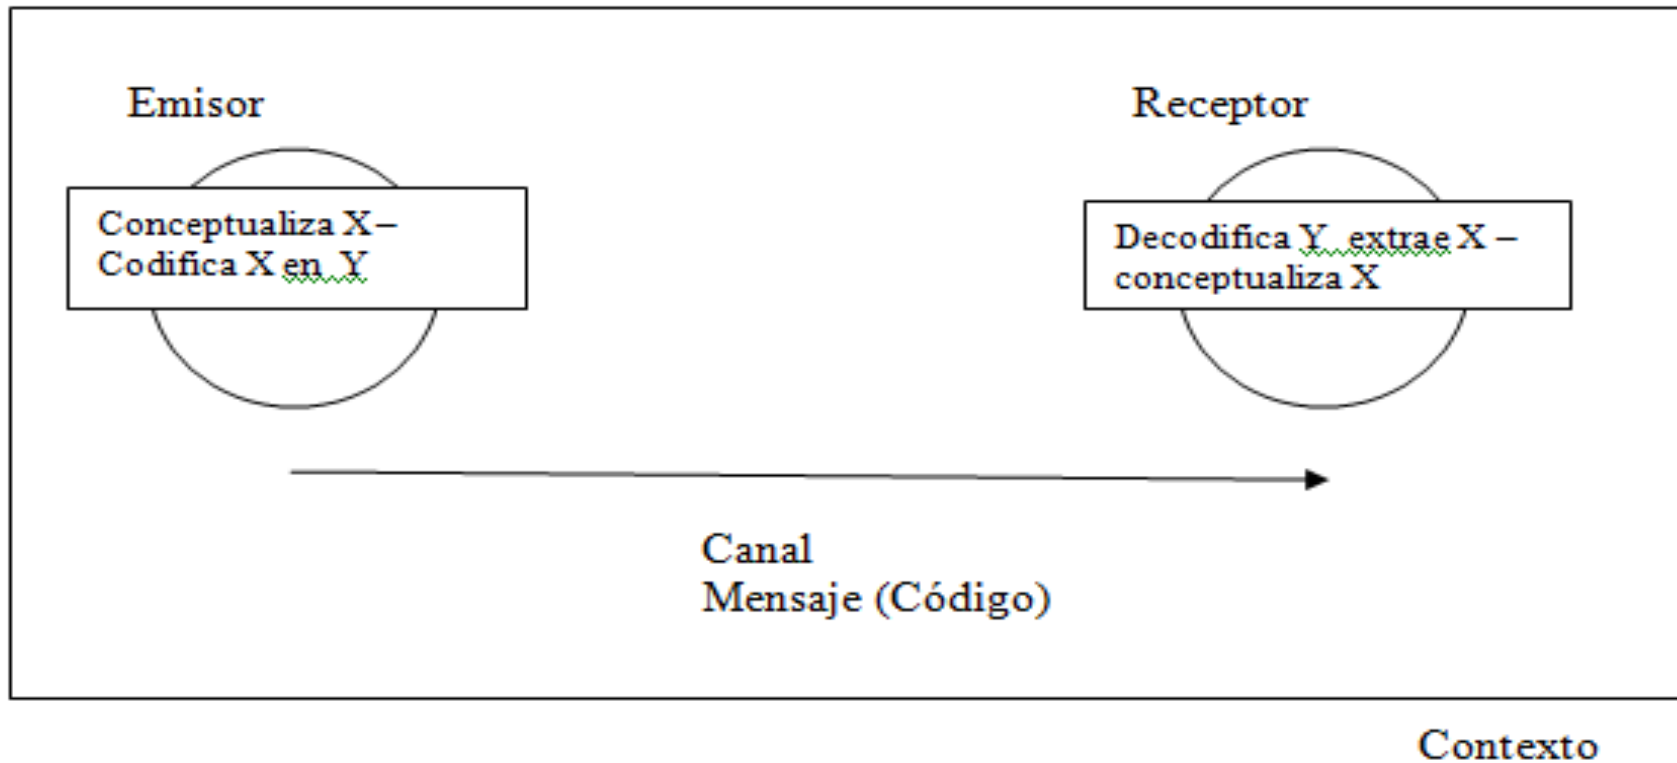 Emisor
Receptor
Conceptualiza X –
Codifica X en Y
Decodifica Y extrae X –
conceptualiza X
Canal
Mensaje (Código)
Contexto